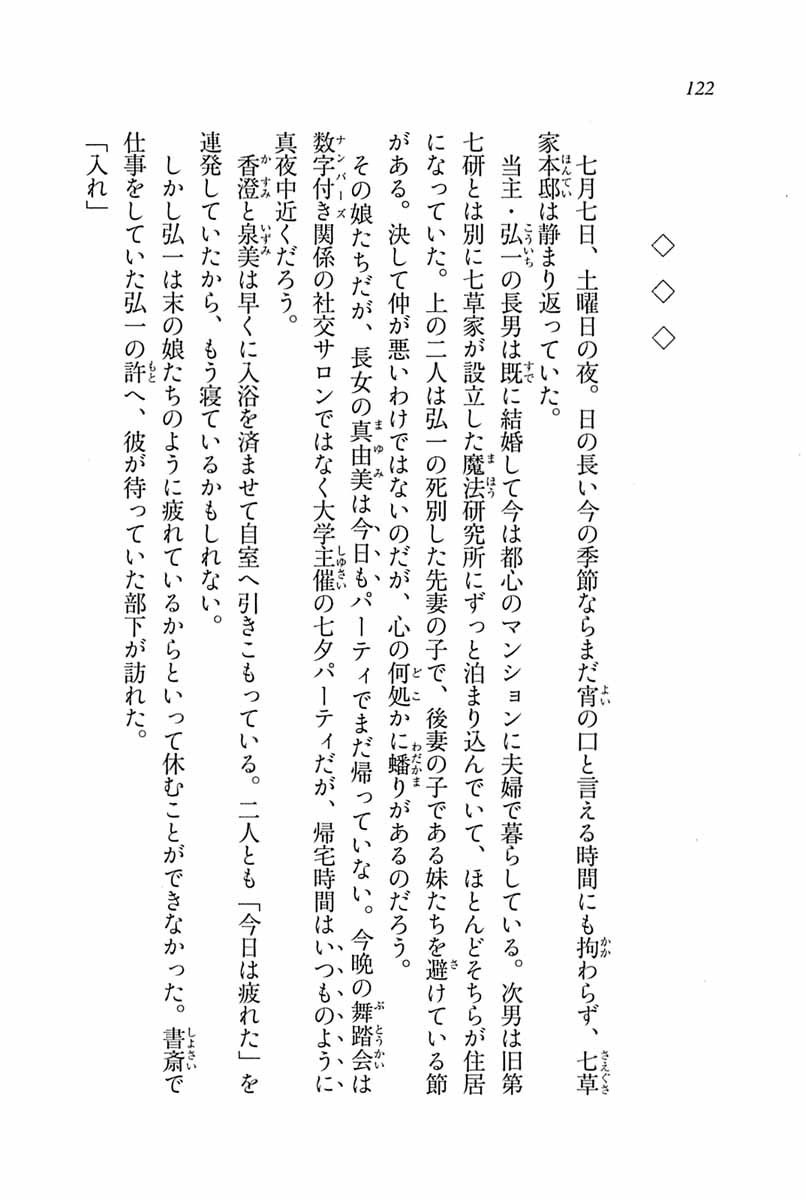 122
◇ ◇ ◇
七月七日、土曜日の夜。日の長い今の季節ならまだ宵の口と言える時間にも拘わらず、七草
家本邸は静まり返っていた。
当主・弘一の長男は既に結婚して今は都心のマンションに夫婦で暮らしている。次男は旧第
七研とは別に七草家が設立した魔法研究所にずっと泊まり込んでいて、ほとんどそちらが住居
になっていた。上の二人は弘一の死別した先妻の子で、後妻の子である妹たちを避けている節
がある。決して仲が悪いわけではないのだが、心の何処かに蟠りがあるのだろう。
その娘たちだが、長女の真由美は今日もパーティでまだ帰っていない。今晩の舞踏会は
数字付き関係の社交サロンではなく大学主催の七夕パーティだが、帰宅時間はいつものように
真夜中近くだろう。
香澄と泉美は早くに入浴を済ませて自室へ引きこもっている。二人とも「今日は疲れた」を
連発していたから、もう寝ているかもしれない。
しかし弘一は末の娘たちのように疲れているからといって休むことができなかった。書斎で
仕事をしていた弘一の許へ、彼が待っていた部下が訪れた。
「入れ」